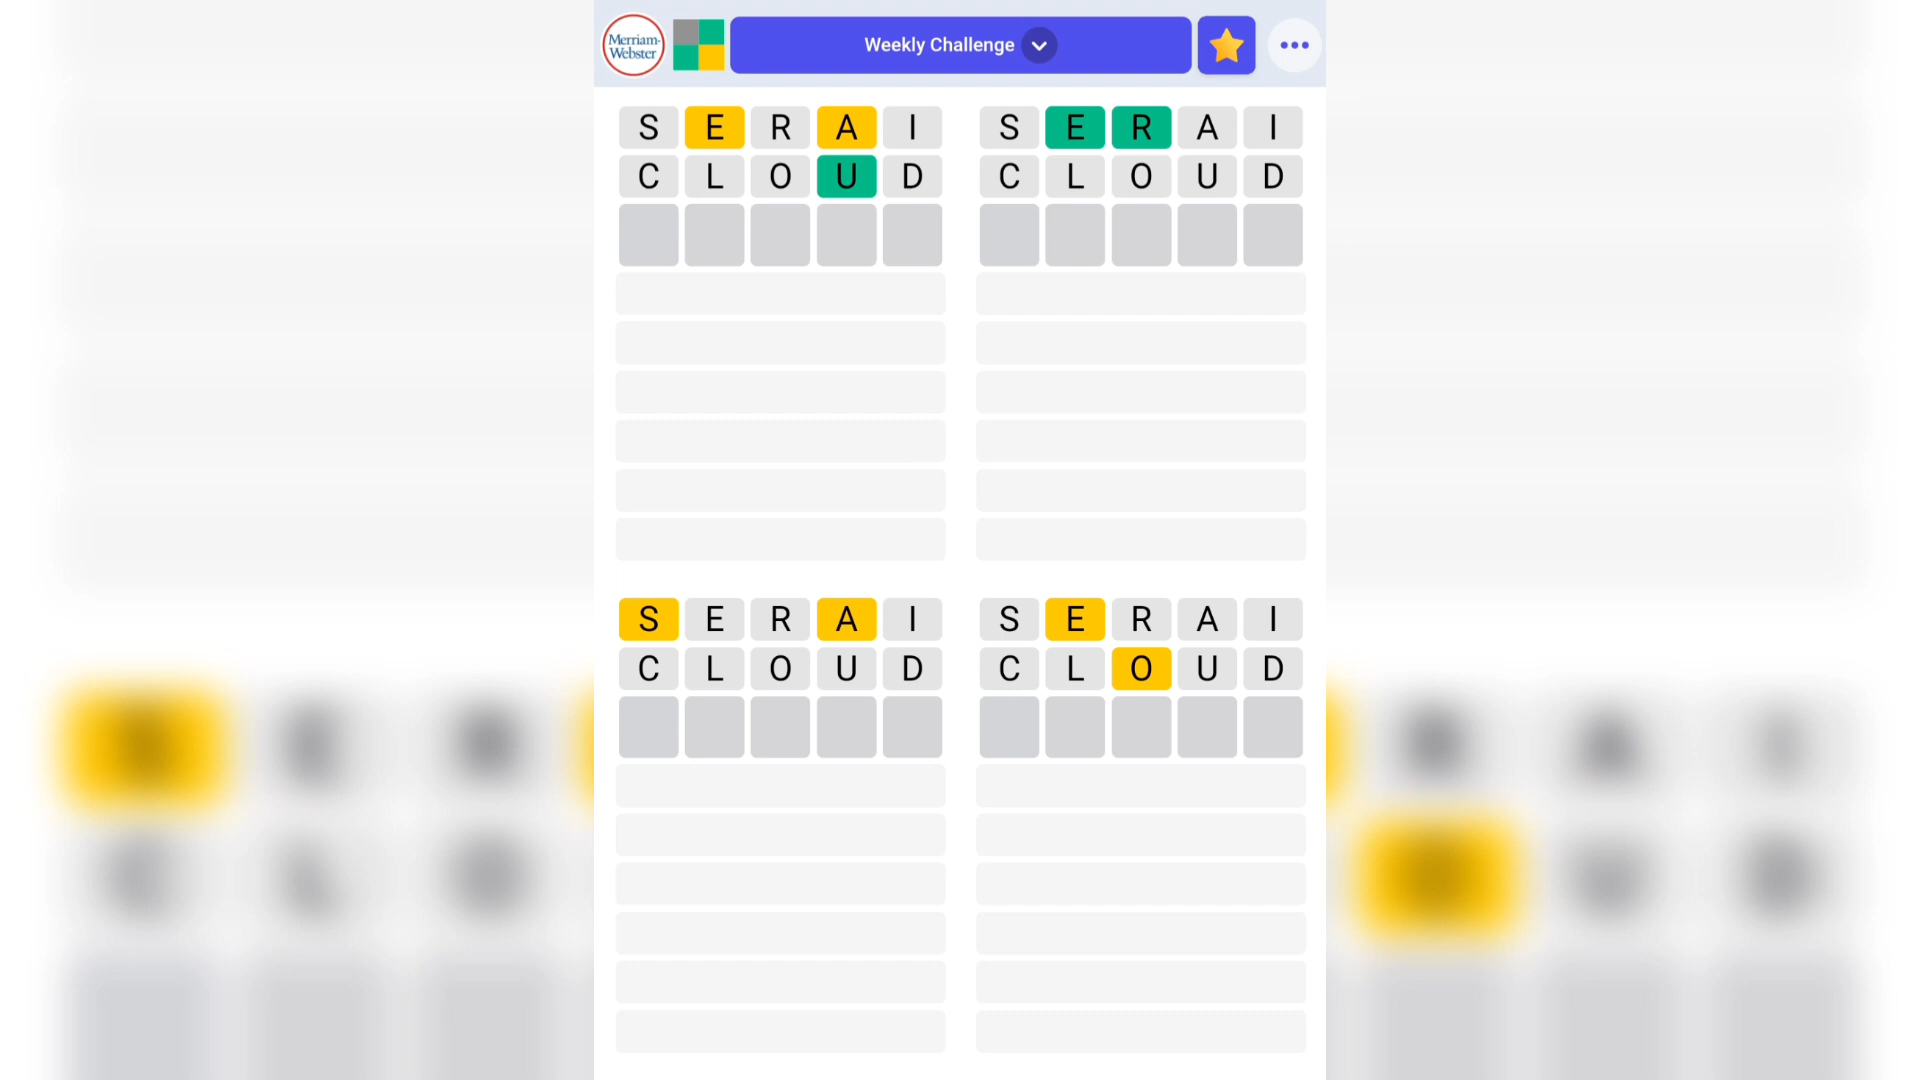 Merriam-
Webster
Weekly Challenge
S E R A I
C L O U D
S E R A I
C L O U D
S E R A I
C L O U D
S E R A I
C L O U D